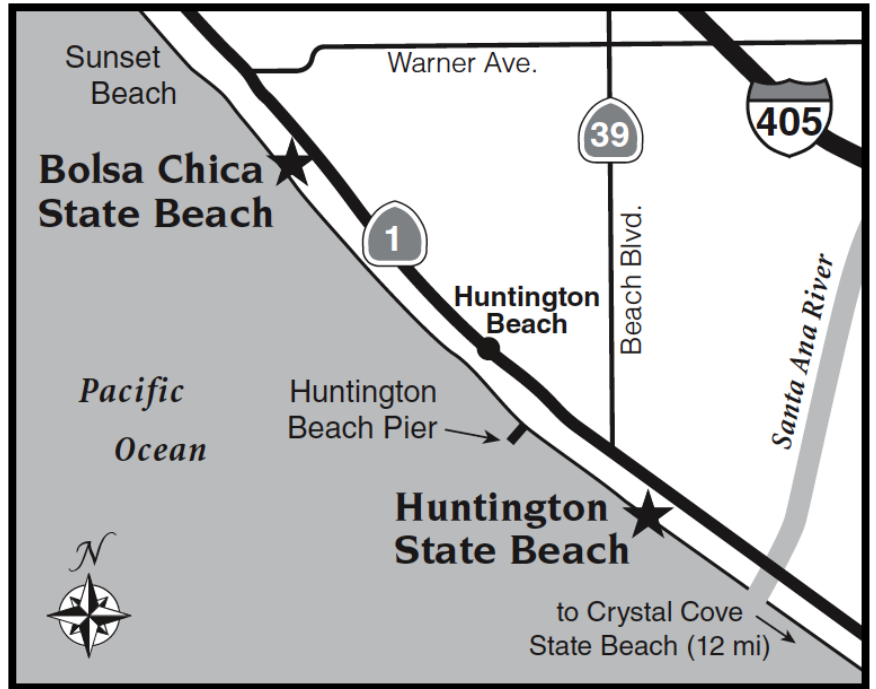 Sunset
Beach
Warner Ave.
405
39
Bolsa Chica
State Beach
1
Beach Blvd.
Santa Ana River
Huntington
Beach
Pacific
Ocean
Huntington
Beach Pier
Huntington
State Beach
N
to Crystal Cove
State Beach (12 mi)